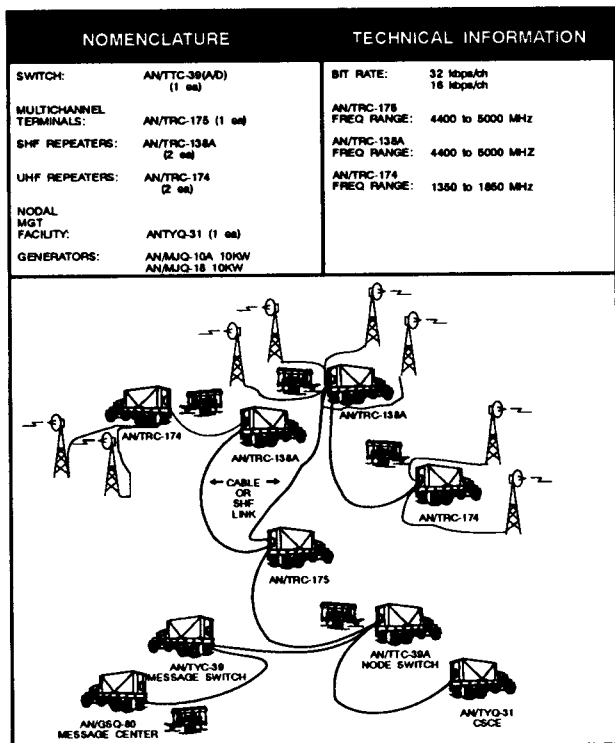 NOMENCLATURE
SWITCH: AN/TTC-39(A/D)
(1 ea)
MULTICHANNEL
TERMINALS: AN/TRC-175 (1 ea)
SHF REPEATERS: AN/TRC-138A
(2 ea)
UHF REPEATERS: AN/TRC-174
(2 ea)
NODAL
MGT
FACILITY: ANTYQ-31 (1 ea)
GENERATORS: AN/MJQ-10A 10KW
AN/MJQ-18 10KW
TECHNICAL INFORMATION
BIT RATE: 32 kbps/ch
16 kbps/ch
AN/TRC-175
FREQ RANGE: 4400 to 5000 MHz
AN/TRC-138A
FREQ RANGE: 4400 to 5000 MHZ
AN/TRC-174
FREQ RANGE: 1350 to 1850 MHz
AN/TRC-138A
AN/TRC-174
AN/TRC-138A
CABLE
OR
SHF
LINK
AN/TRC-174
AN/TRC-175
AN/TYC-39
MESSAGE SWITCH
AN/TTC-39A
NODE SWITCH
AN/GSQ-80
MESSAGE CENTER
AN/TYQ-31
CSCE